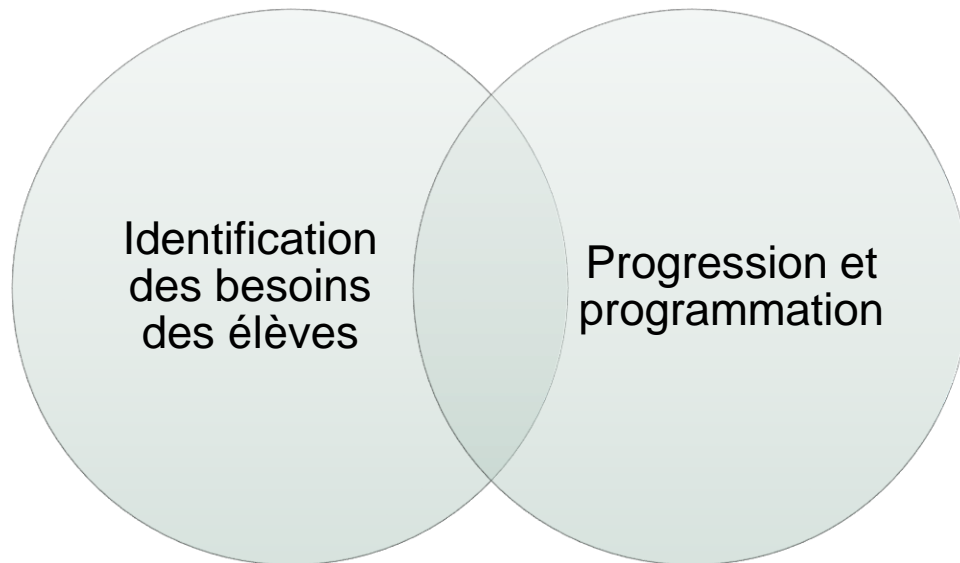 Identification
des besoins
des élèves
Progression et
programmation